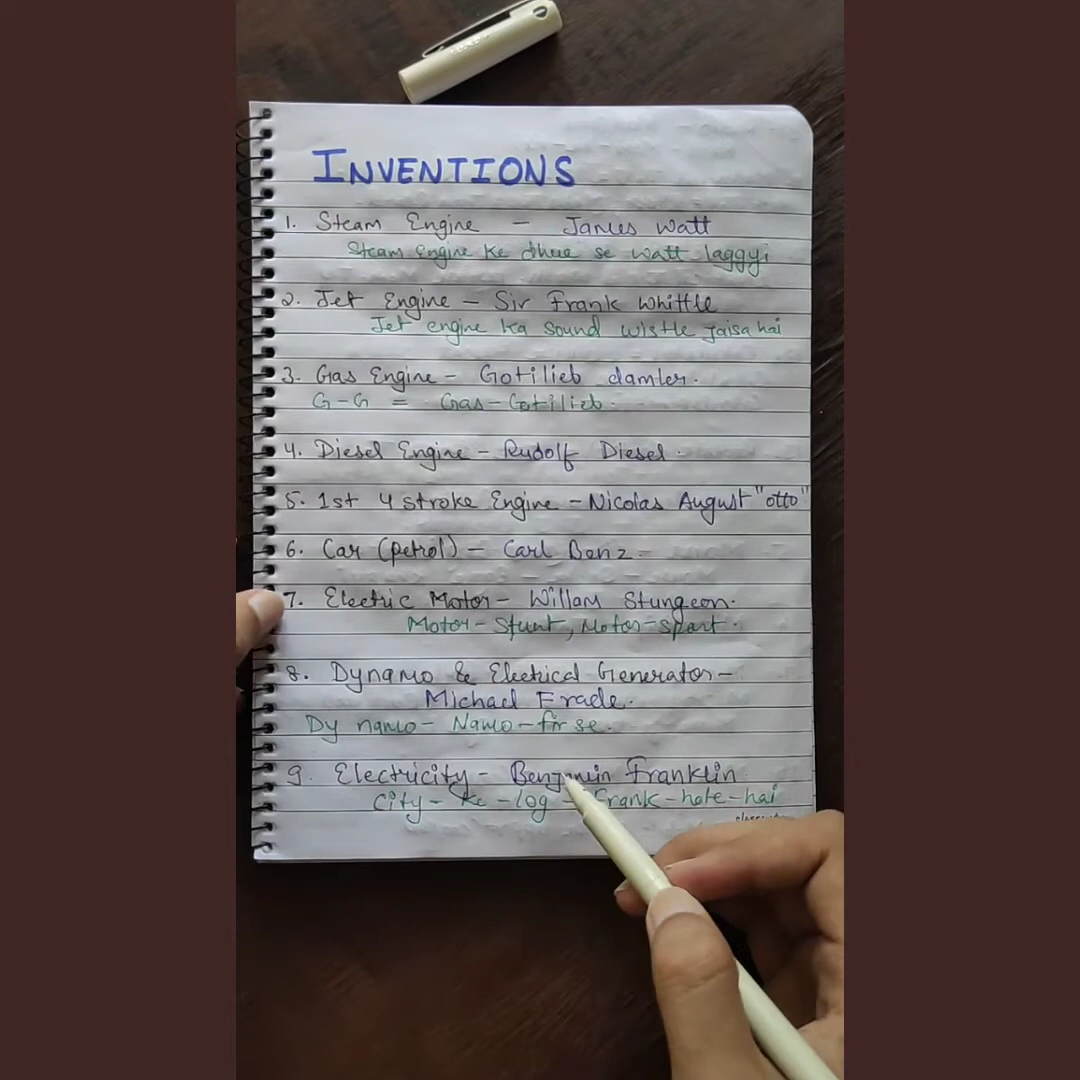 INVENTIONS
1. Steam Engine - James Watt
Steam Engine ke dhue se watt laggyi
2. Jet Engine - Sir Frank Whittle
Jet engine ka sound wistle jaisa hai
3. Gas Engine - Gotilieb damler.
G-G = Gas-Gotilieb.
4. Diesel Engine - Rudolf Diesel.
5. 1st 4 stroke Engine - Nicolas August "otto"
6. Car (petrol) - Carl Benz.
7. Electric Motor - Willam Stungeon.
Motor - Stunt, Motor-sport.
8. Dynamo & Electrical Generator -
Michael Frade.
Dy namo - Namo - fir se.
9. Electricity - Benjamin Franklin
City - ke - log - Frank - hote - hai